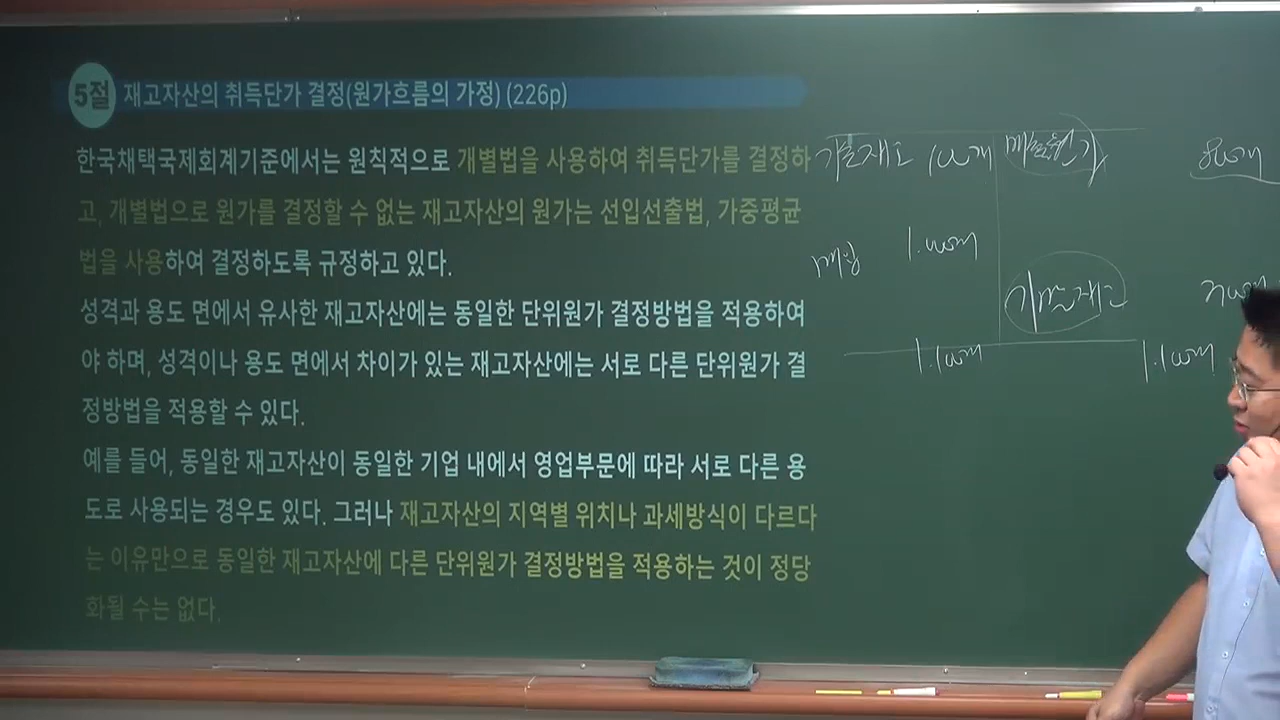 5절 재고자산의 취득단가 결정(원가흐름의 가정) (226p)
한국채택국제회계기준에서는 원칙적으로 개별법을 사용하여 취득단가를 결정하
고, 개별법으로 원가를 결정할 수 없는 재고자산의 원가는 선입선출법, 가중평균
법을 사용하여 결정하도록 규정하고 있다.
성격과 용도 면에서 유사한 재고자산에는 동일한 단위원가 결정방법을 적용하여
야 하며, 성격이나 용도 면에서 차이가 있는 재고자산에는 서로 다른 단위원가 결
정방법을 적용할 수 있다.
예를 들어, 동일한 재고자산이 동일한 기업 내에서 영업부문에 따라 서로 다른 용
도로 사용되는 경우도 있다. 그러나 재고자산의 지역별 위치나 과세방식이 다르다
는 이유만으로 동일한 재고자산에 다른 단위원가 결정방법을 적용하는 것이 정당
화될 수는 없다.
기초재고 100개 매출원가 800개
매입 1.000개
기말재고
1.100개 1.100개